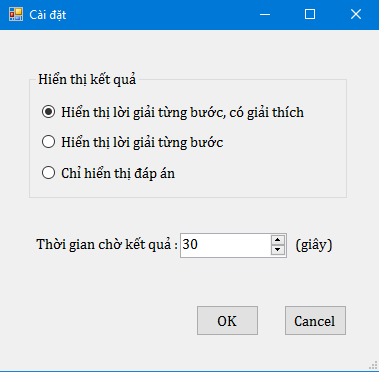 Cài đặt
Hiển thị kết quả
Hiển thị lời giải từng bước, có giải thích
Hiển thị lời giải từng bước
Chỉ hiển thị đáp án
Thời gian chờ kết quả : 30 (giây)
OK Cancel